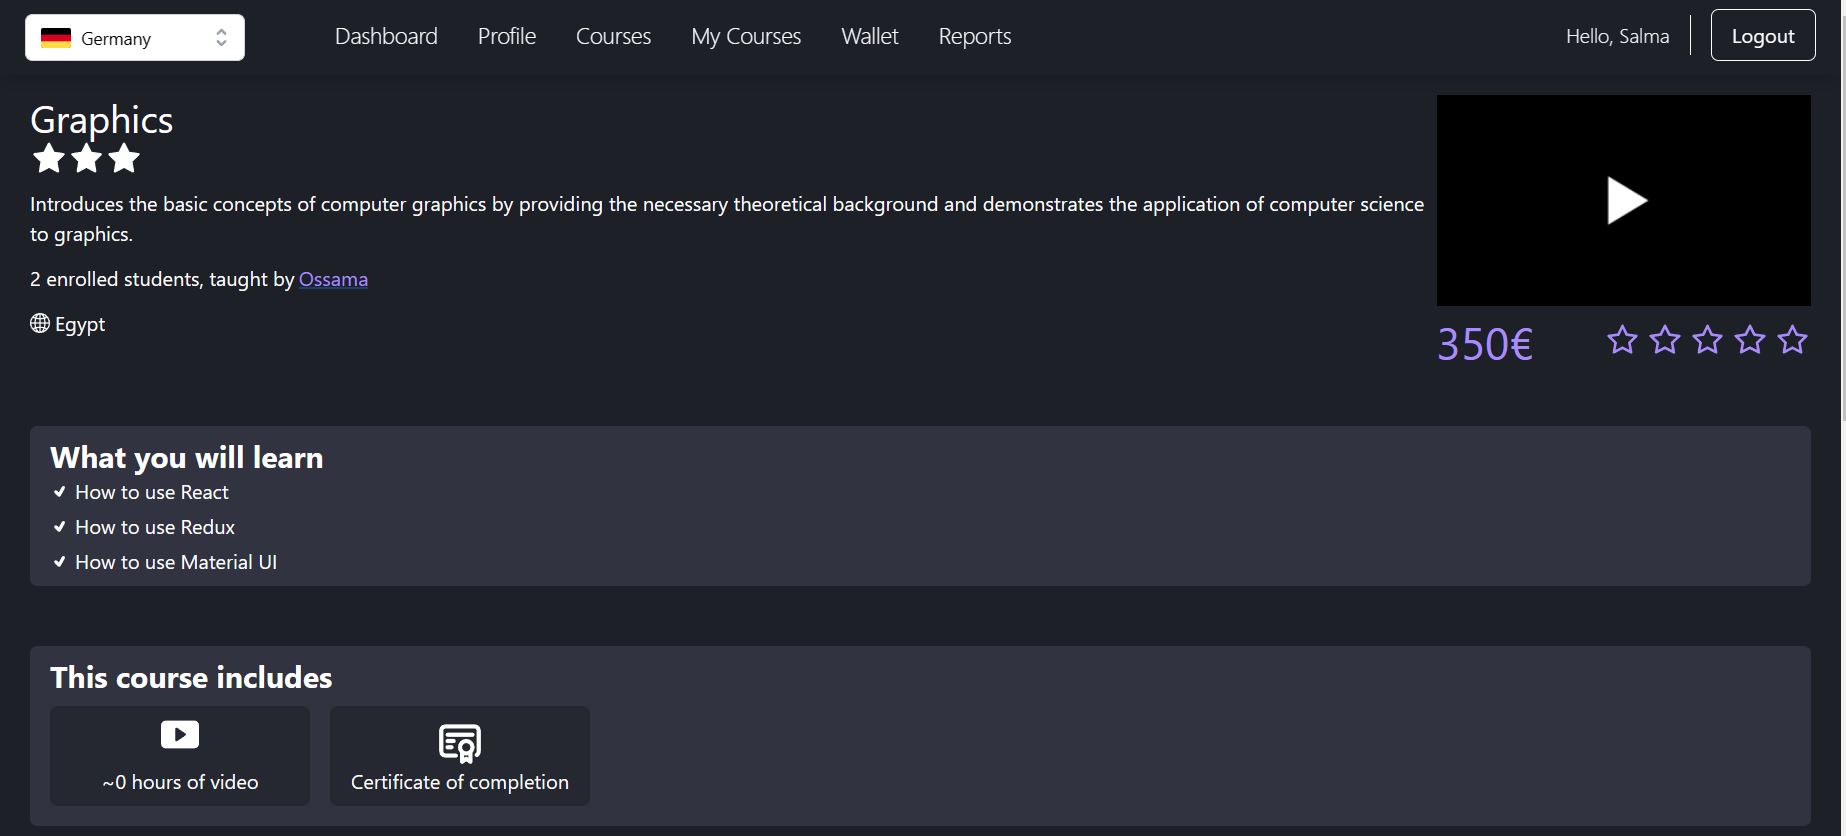 Germany
Dashboard
Profile
Courses
My Courses
Wallet
Reports
Hello, Salma
Logout
Graphics
Introduces the basic concepts of computer graphics by providing the necessary theoretical background and demonstrates the application of computer science
to graphics.
2 enrolled students, taught by Ossama
Egypt
350€
What you will learn
How to use React
How to use Redux
How to use Material UI
This course includes
~0 hours of video
Certificate of completion